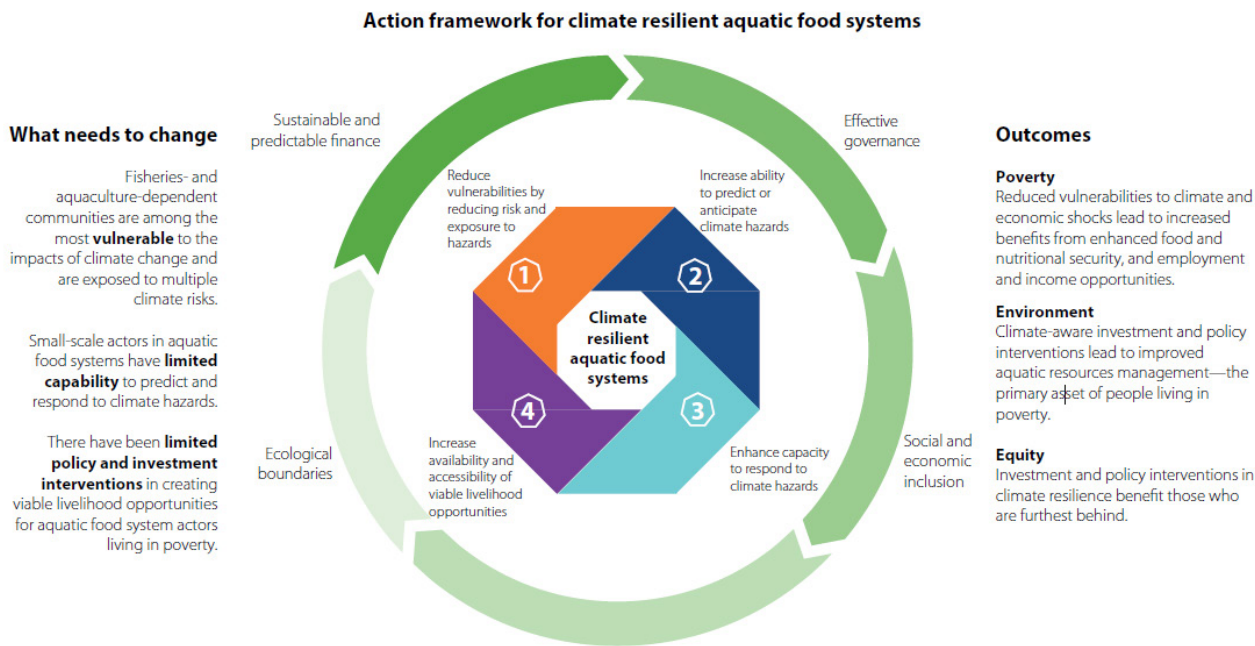 Action framework for climate resilient aquatic food systems
What needs to change
Fisheries- and
aquaculture-dependent
communities are among the
most vulnerable to the
impacts of climate change and
are exposed to multiple
climate risks.
Small-scale actors in aquatic
food systems have limited
capability to predict and
respond to climate hazards.
There have been limited
policy and investment
interventions in creating
viable livelihood opportunities
for aquatic food system actors
living in poverty.
Sustainable and
predictable finance
Effective
governance
Ecological
boundaries
Social and
economic
inclusion
Reduce
vulnerabilities by
reducing risk and
exposure to
hazards
Increase ability
to predict or
anticipate
climate hazards
1
2
Climate
resilient
aquatic food
systems
4
3
Increase
availability and
accessibility of
viable livelihood
opportunities
Enhance capacity
to respond to
climate hazards
Outcomes
Poverty
Reduced vulnerabilities to climate and
economic shocks lead to increased
benefits from enhanced food and
nutritional security, and employment
and income opportunities.
Environment
Climate-aware investment and policy
interventions lead to improved
aquatic resources management—the
primary asset of people living in
poverty.
Equity
Investment and policy interventions in
climate resilience benefit those who
are furthest behind.